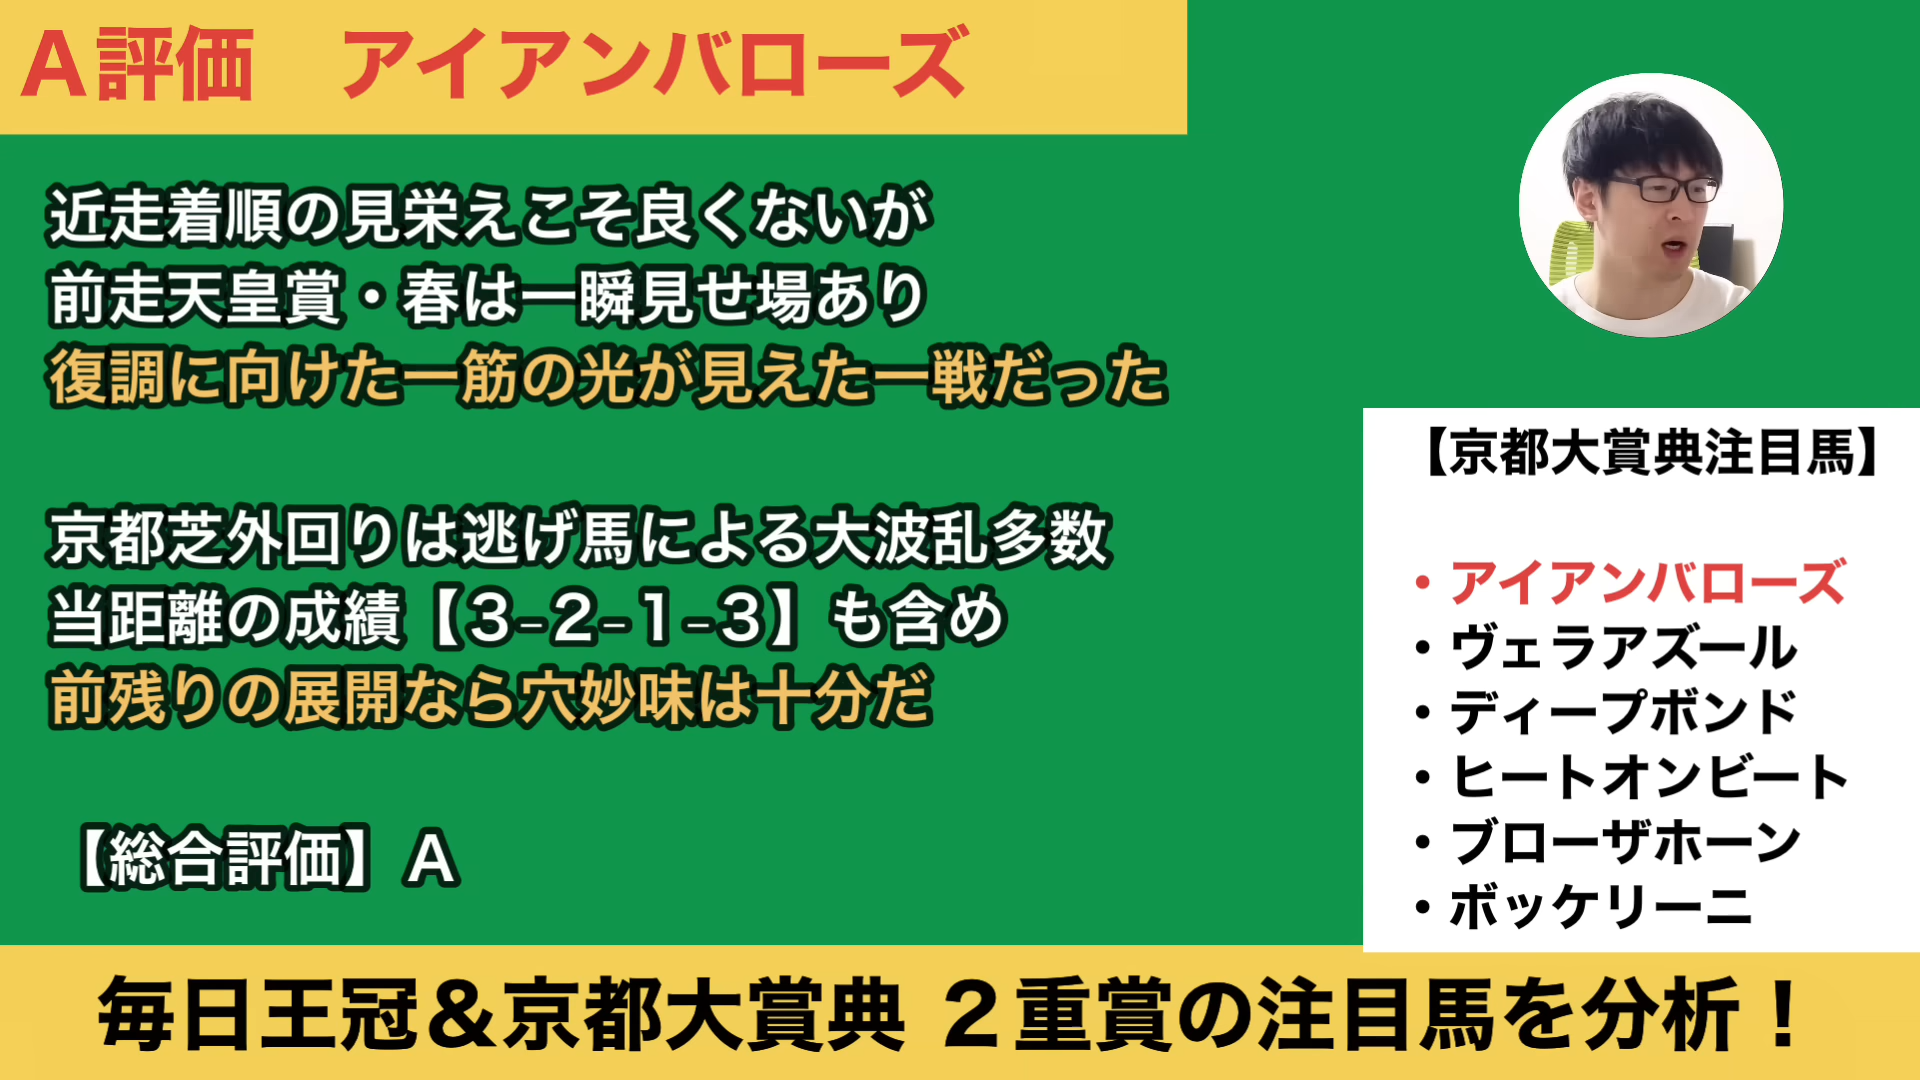 A評価　アイアンバローズ
近走着順の見栄えこそ良くないが
前走天皇賞・春は一瞬見せ場あり
復調に向けた一筋の光が見えた一戦だった
京都芝外回りは逃げ馬による大波乱多数
当距離の成績【３−２−１−３】も含め
前残りの展開なら穴妙味は十分だ
【総合評価】A
【京都大賞典注目馬】
・アイアンバローズ
・ヴェラアズール
・ディープボンド
・ヒートオンビート
・ブローザホーン
・ボッケリーニ
毎日王冠＆京都大賞典 ２重賞の注目馬を分析！